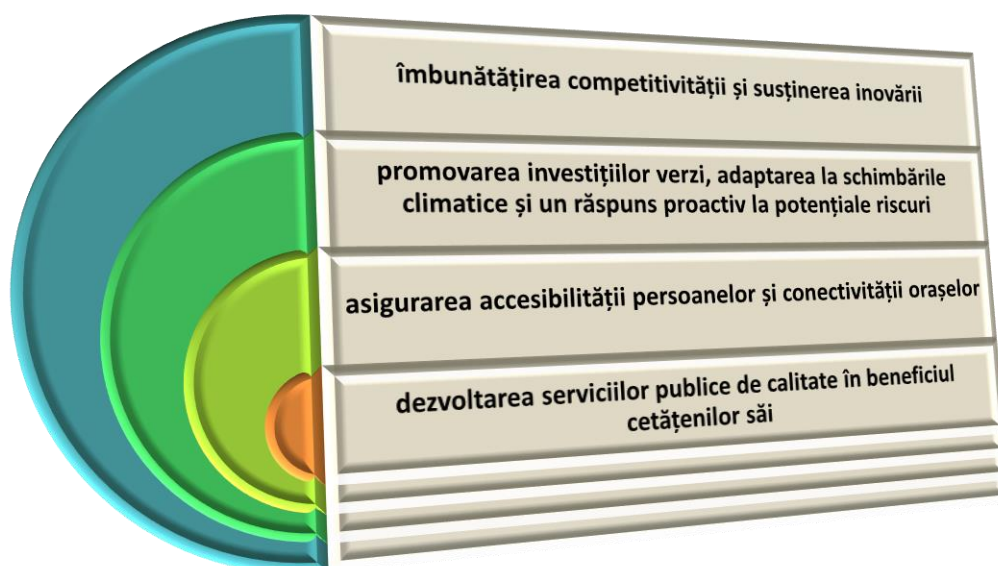 îmbunătățirea competitivității și susținerea inovării
promovarea investițiilor verzi, adaptarea la schimbările
climatice și un răspuns proactiv la potențiale riscuri
asigurarea accesibilității persoanelor și conectivității orașelor
dezvoltarea serviciilor publice de calitate în beneficiul
cetățenilor săi